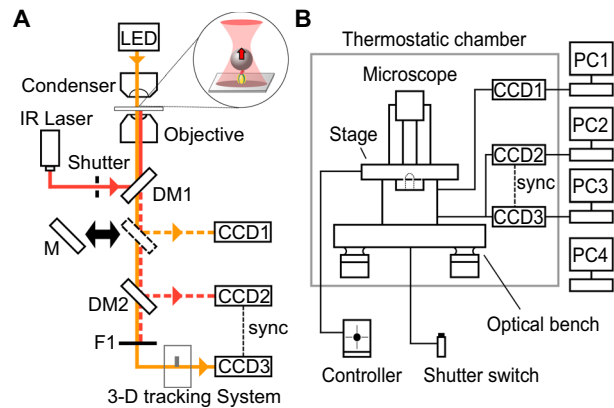 A
LED
Condenser
IR Laser
Objective
Shutter
DM1
M
CCD1
DM2
CCD2
sync
F1
CCD3
3-D tracking System
B
Thermostatic chamber
Microscope
Stage
CCD1
PC1
CCD2
PC2
sync
CCD3
PC3
PC4
Optical bench
Controller
Shutter switch